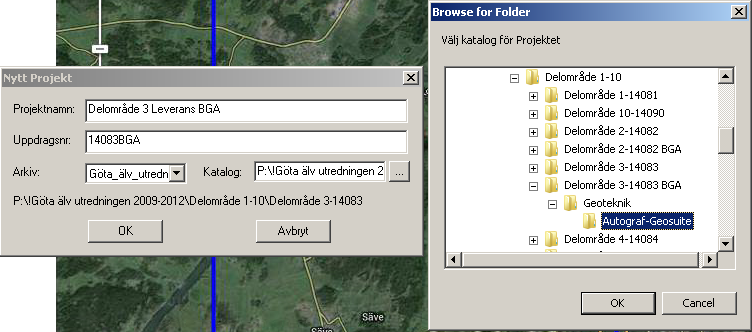 Nytt Projekt
Projektnamn: Delområde 3 Leverans BGA
Uppdragsnr: 14083BGA
Arkiv: Göta_älv_utredn Katalog: P:\!Göta älv utredningen 2 ...
P:\!Göta älv utredningen 2009-2012\Delområde 1-10\Delområde 3-14083
OK Avbryt
Säve
Säve
Browse for Folder
Välj katalog för Projektet
Delområde 1-10
Delområde 1-14081
Delområde 10-14090
Delområde 2-14082
Delområde 2-14082 BGA
Delområde 3-14083
Delområde 3-14083 BGA
Geoteknik
Autograf-Geosuite
Delområde 4-14084
OK Cancel